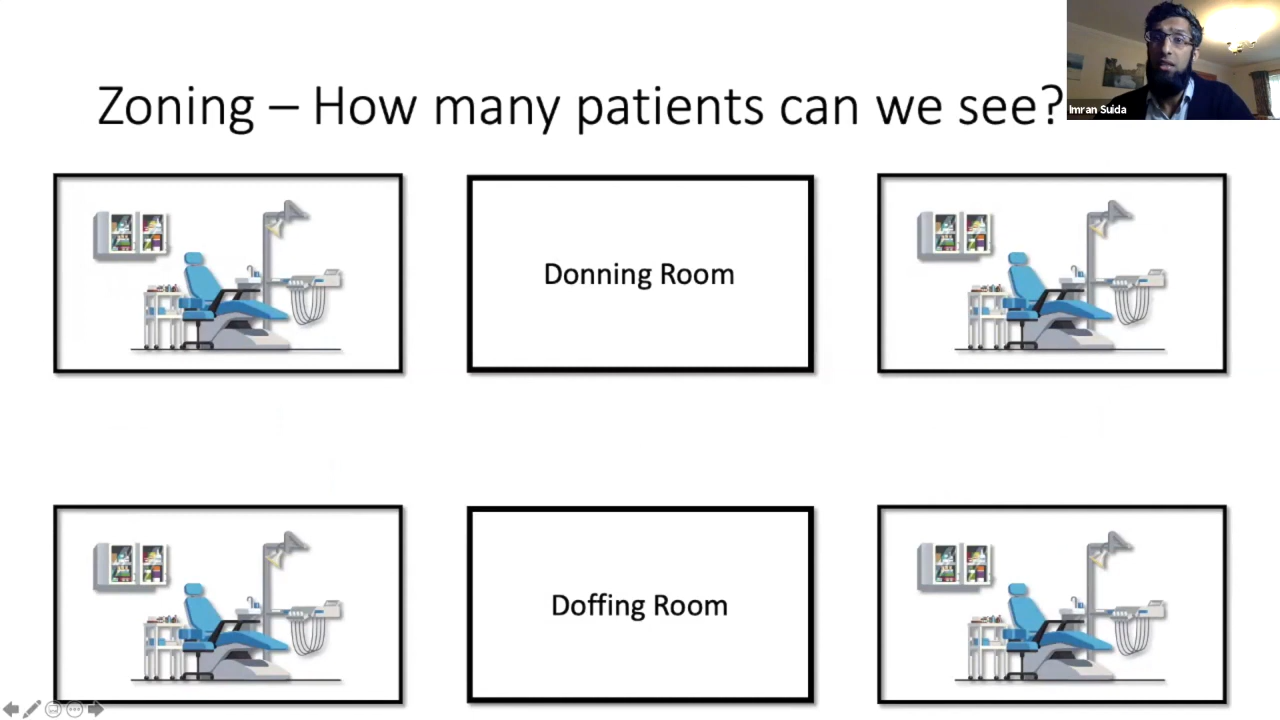 Zoning – How many patients can we see?
Imran Suida
Donning Room
Doffing Room